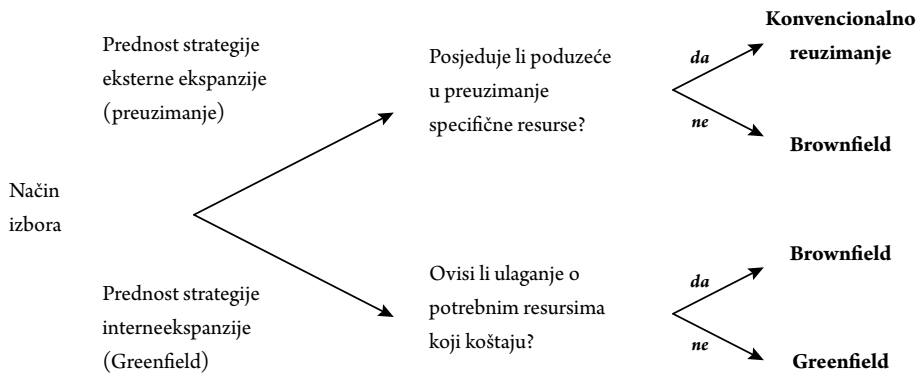 Način
izbora
Prednost strategije
eksterne ekspanzije
(preuzimanje)
Posjeduje li poduzeće
u preuzimanje
specifične resurse?
da
ne
Konvencionalno
reuzimanje
Brownfield
Prednost strategije
interneekspanzije
(Greenfield)
Ovisi li ulaganje o
potrebnim resursima
koji koštaju?
da
ne
Brownfield
Greenfield